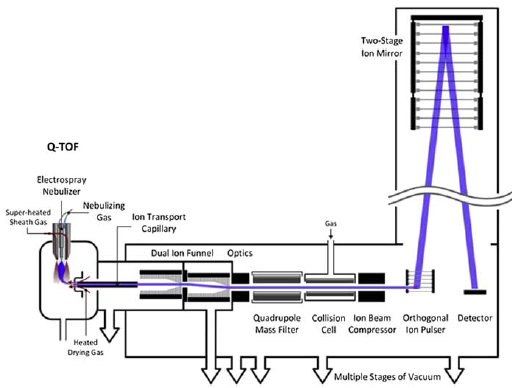 Two-Stage
Ion Mirror
Q-TOF
Electrospray
Nebulizer
Super-heated
Sheath Gas
Nebulizing
Gas
Ion Transport
Capillary
Gas
Dual Ion Funnel
Optics
Heated
Drying Gas
Quadrupole
Mass Filter
Collision
Cell
Ion Beam
Compressor
Orthogonal
Ion Pulser
Detector
Multiple Stages of Vacuum